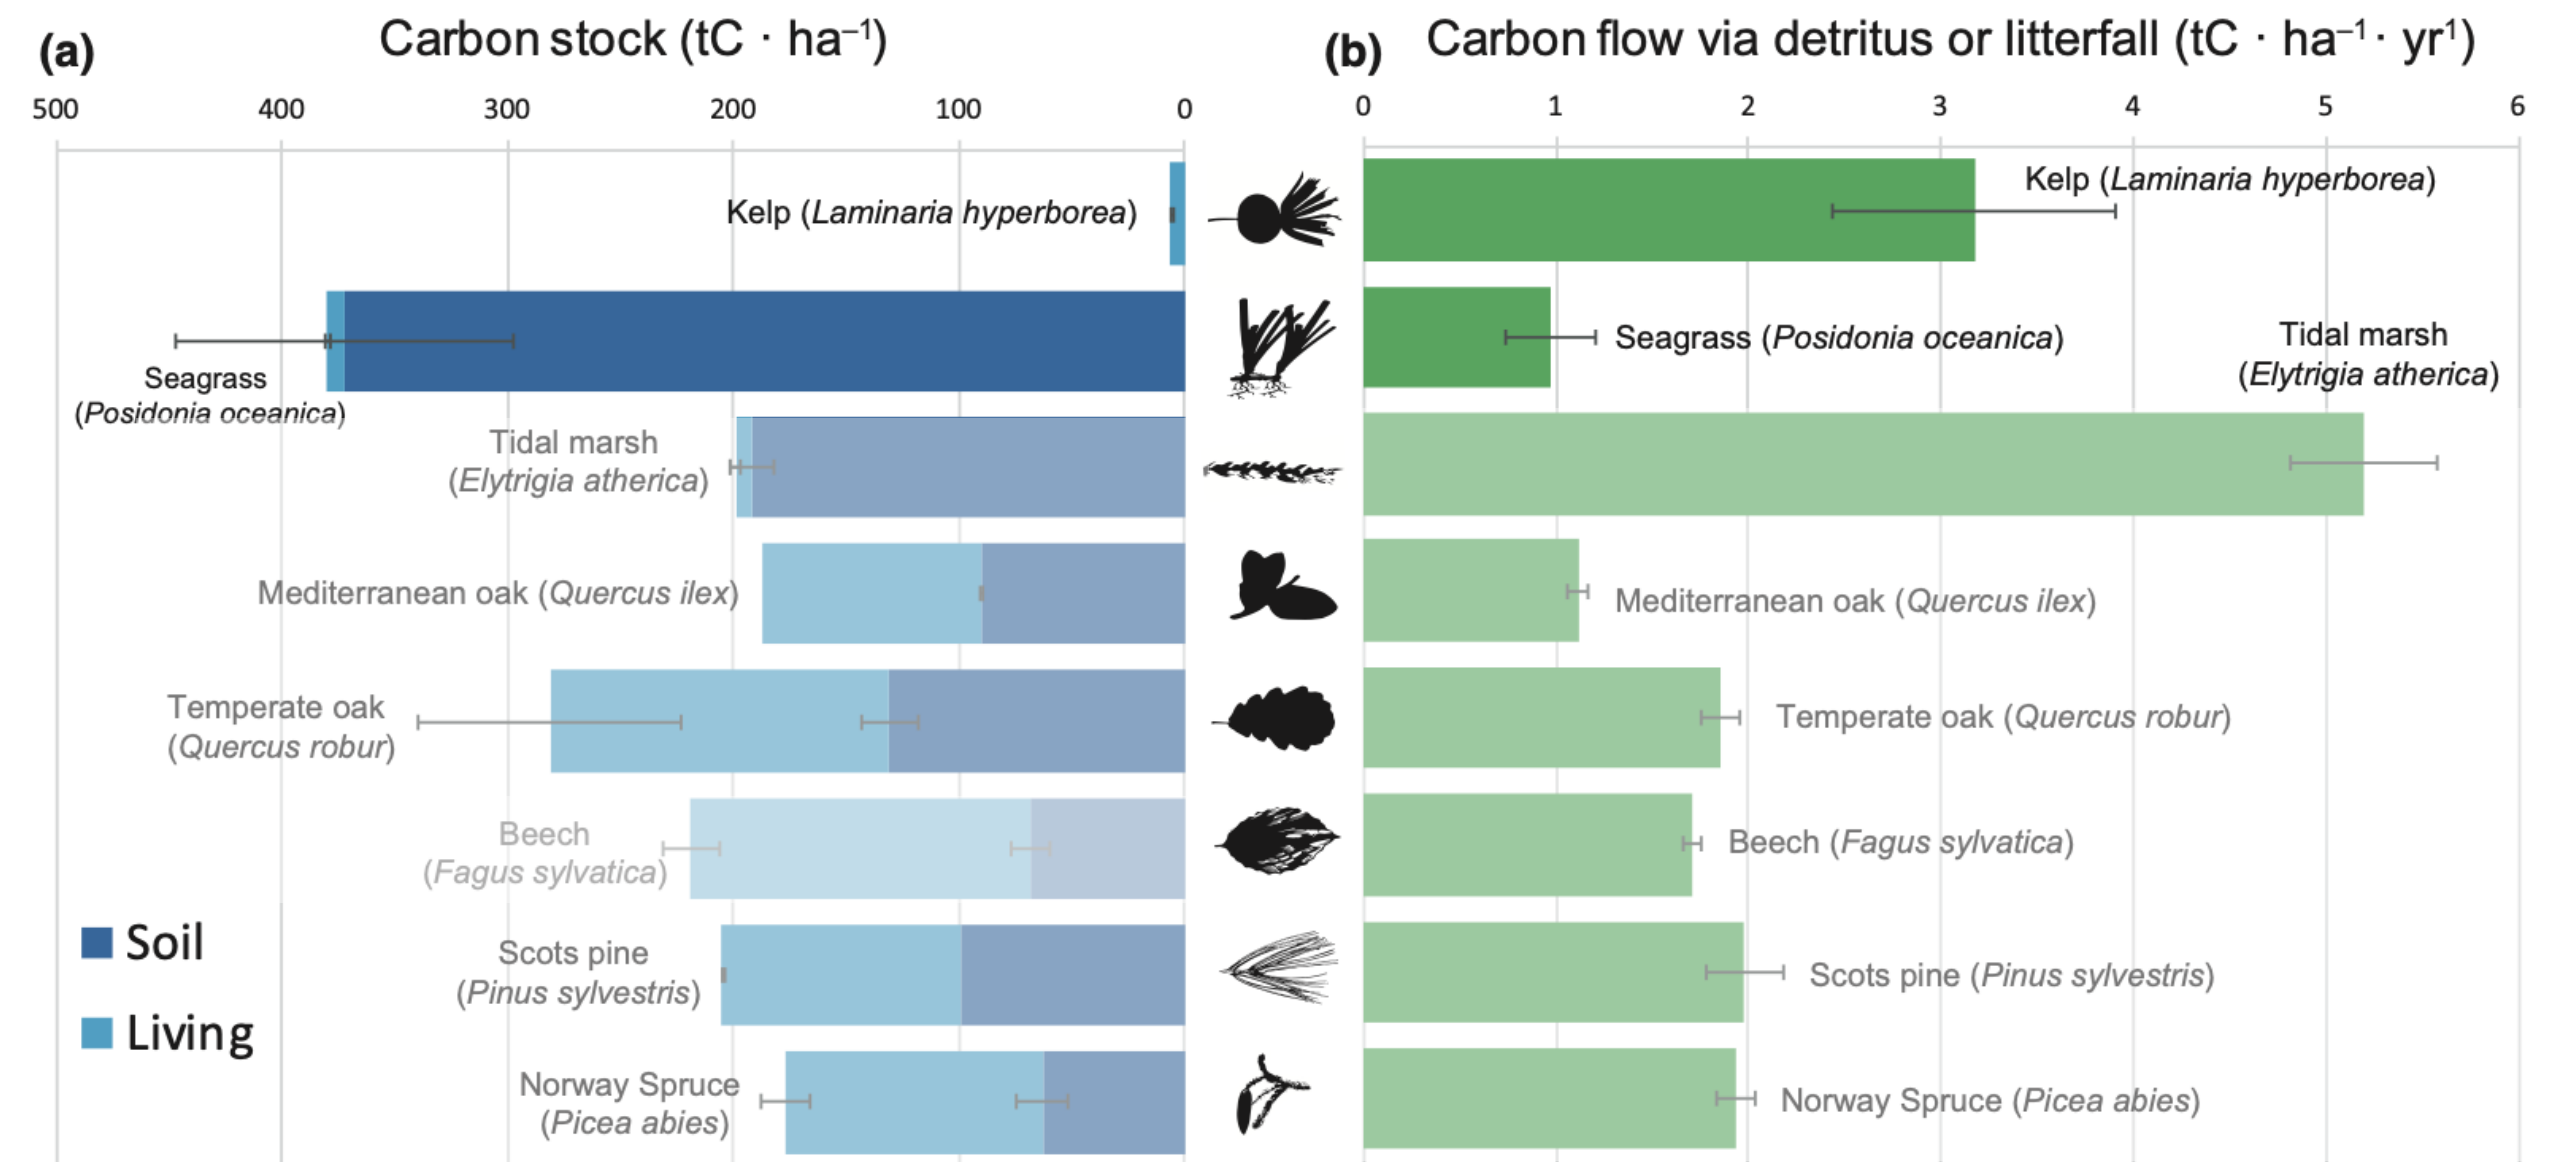 (a)
Carbon stock (tC · ha⁻¹)
500 400 300 200 100 0
Kelp (Laminaria hyperborea)
Seagrass
(Posidonia oceanica)
Tidal marsh
(Elytrigia atherica)
Mediterranean oak (Quercus ilex)
Temperate oak
(Quercus robur)
Beech
(Fagus sylvatica)
Scots pine
(Pinus sylvestris)
Norway Spruce
(Picea abies)
Soil
Living
(b)
Carbon flow via detritus or litterfall (tC · ha⁻¹· yr¹)
0 1 2 3 4 5 6
Kelp (Laminaria hyperborea)
Seagrass (Posidonia oceanica)
Tidal marsh
(Elytrigia atherica)
Mediterranean oak (Quercus ilex)
Temperate oak (Quercus robur)
Beech (Fagus sylvatica)
Scots pine (Pinus sylvestris)
Norway Spruce (Picea abies)